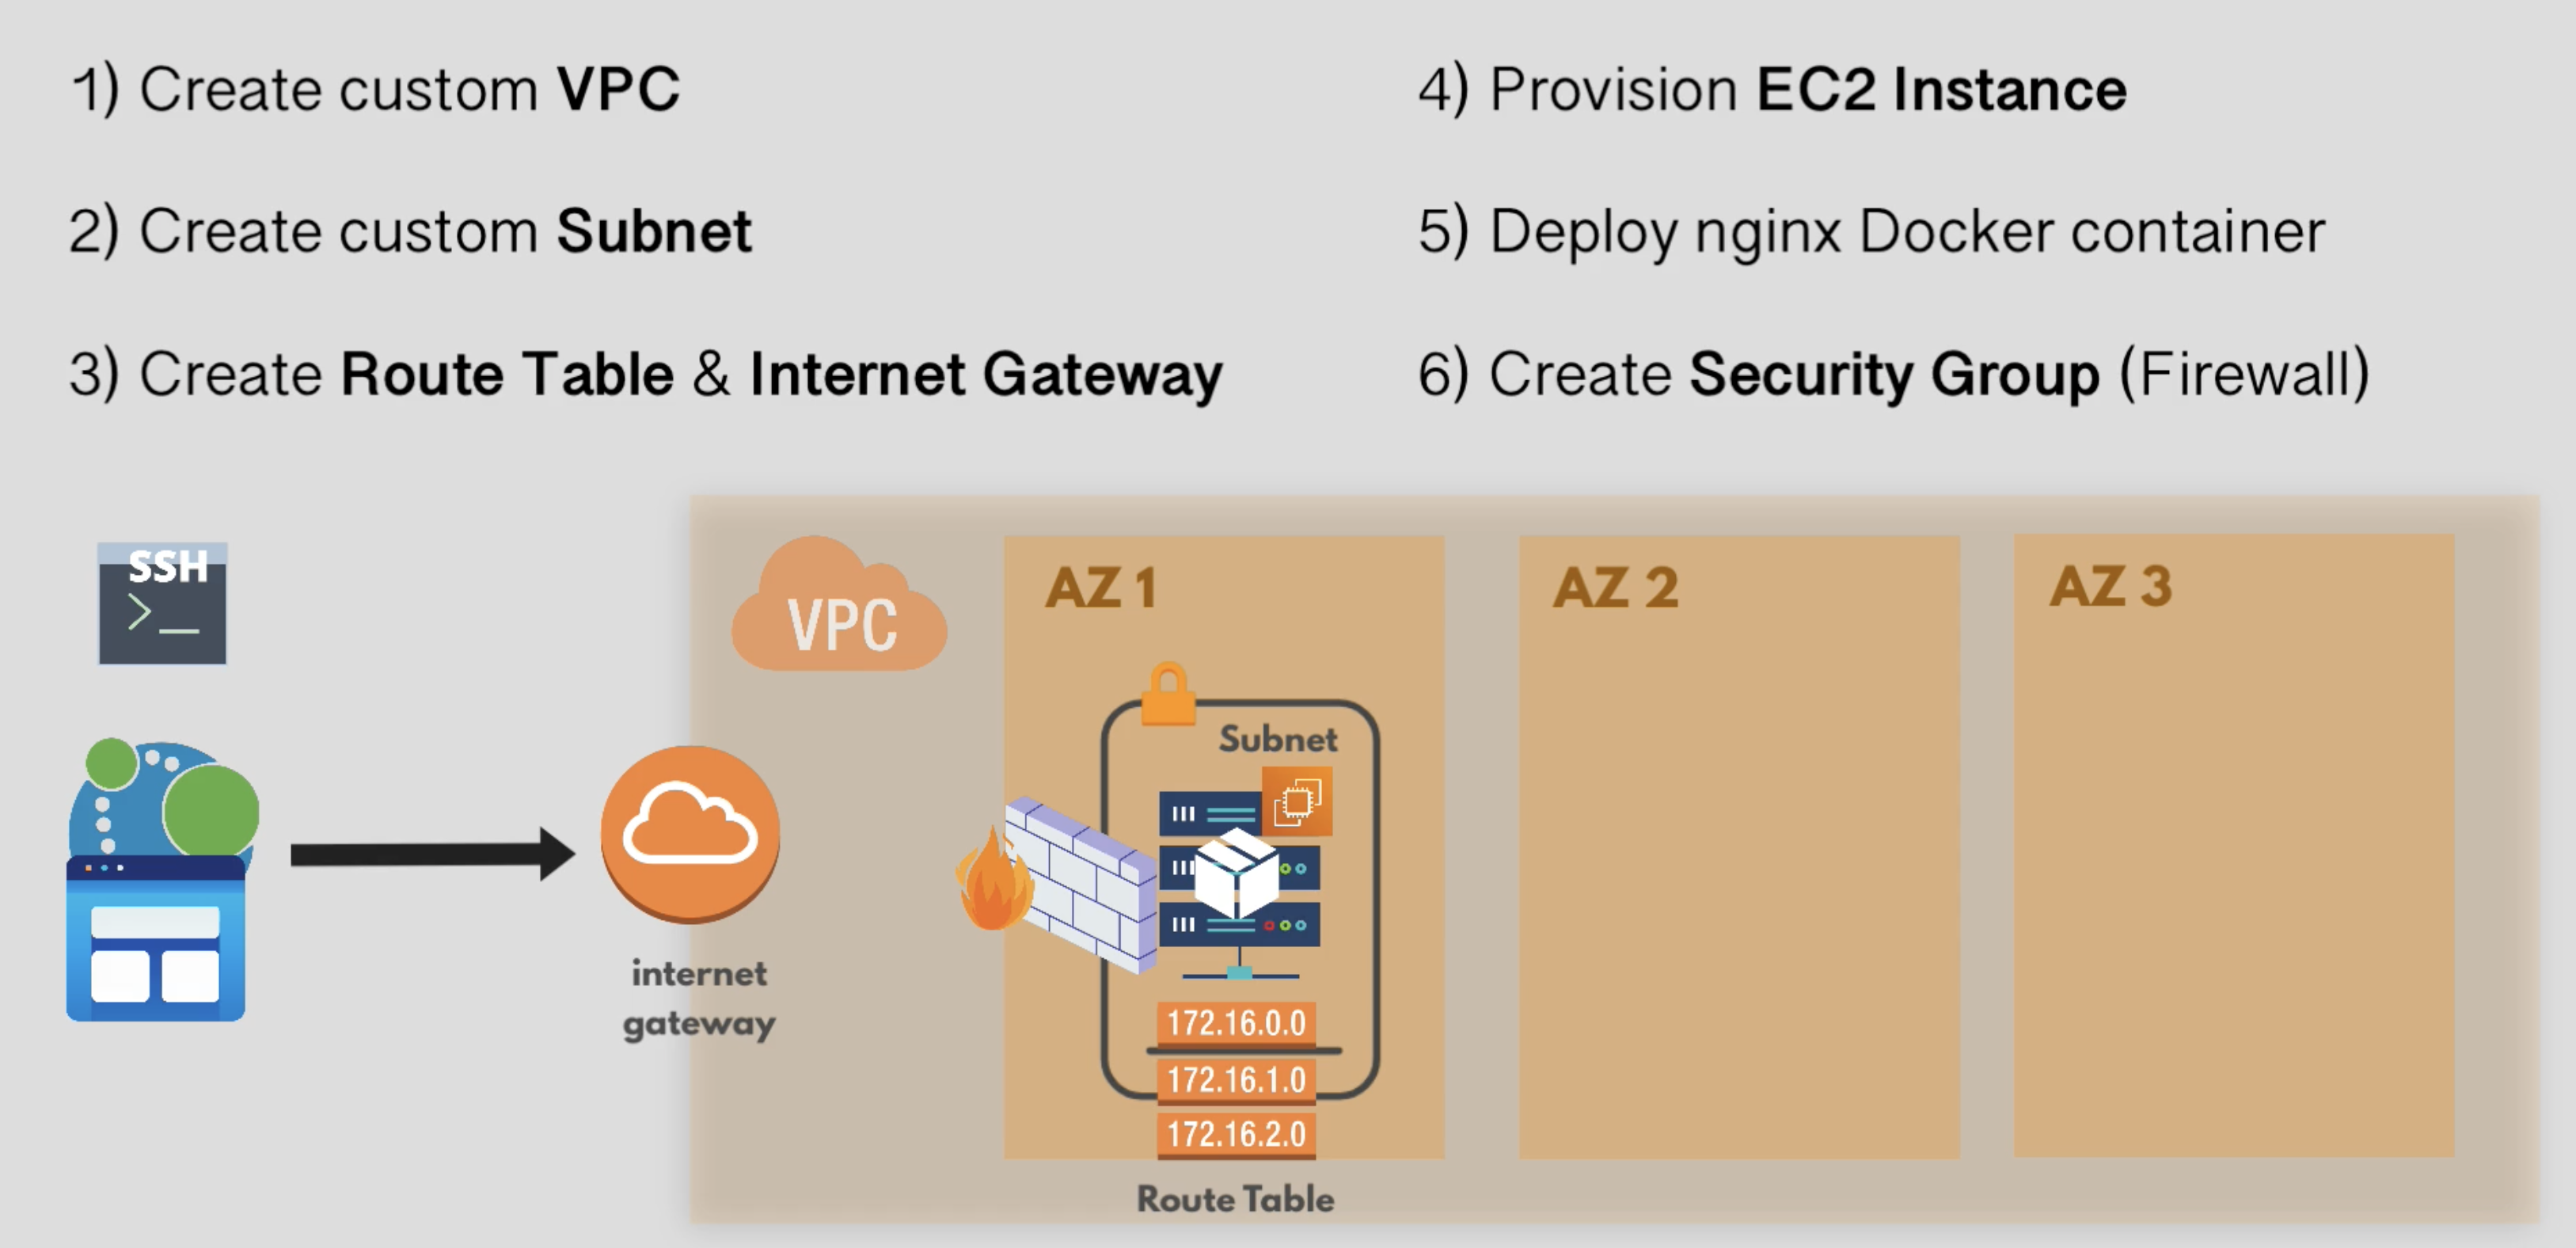 1) Create custom VPC
2) Create custom Subnet
3) Create Route Table & Internet Gateway
4) Provision EC2 Instance
5) Deploy nginx Docker container
6) Create Security Group (Firewall)
SSH
>_
VPC
internet
gateway
AZ 1
Subnet
172.16.0.0
172.16.1.0
172.16.2.0
Route Table
AZ 2
AZ 3